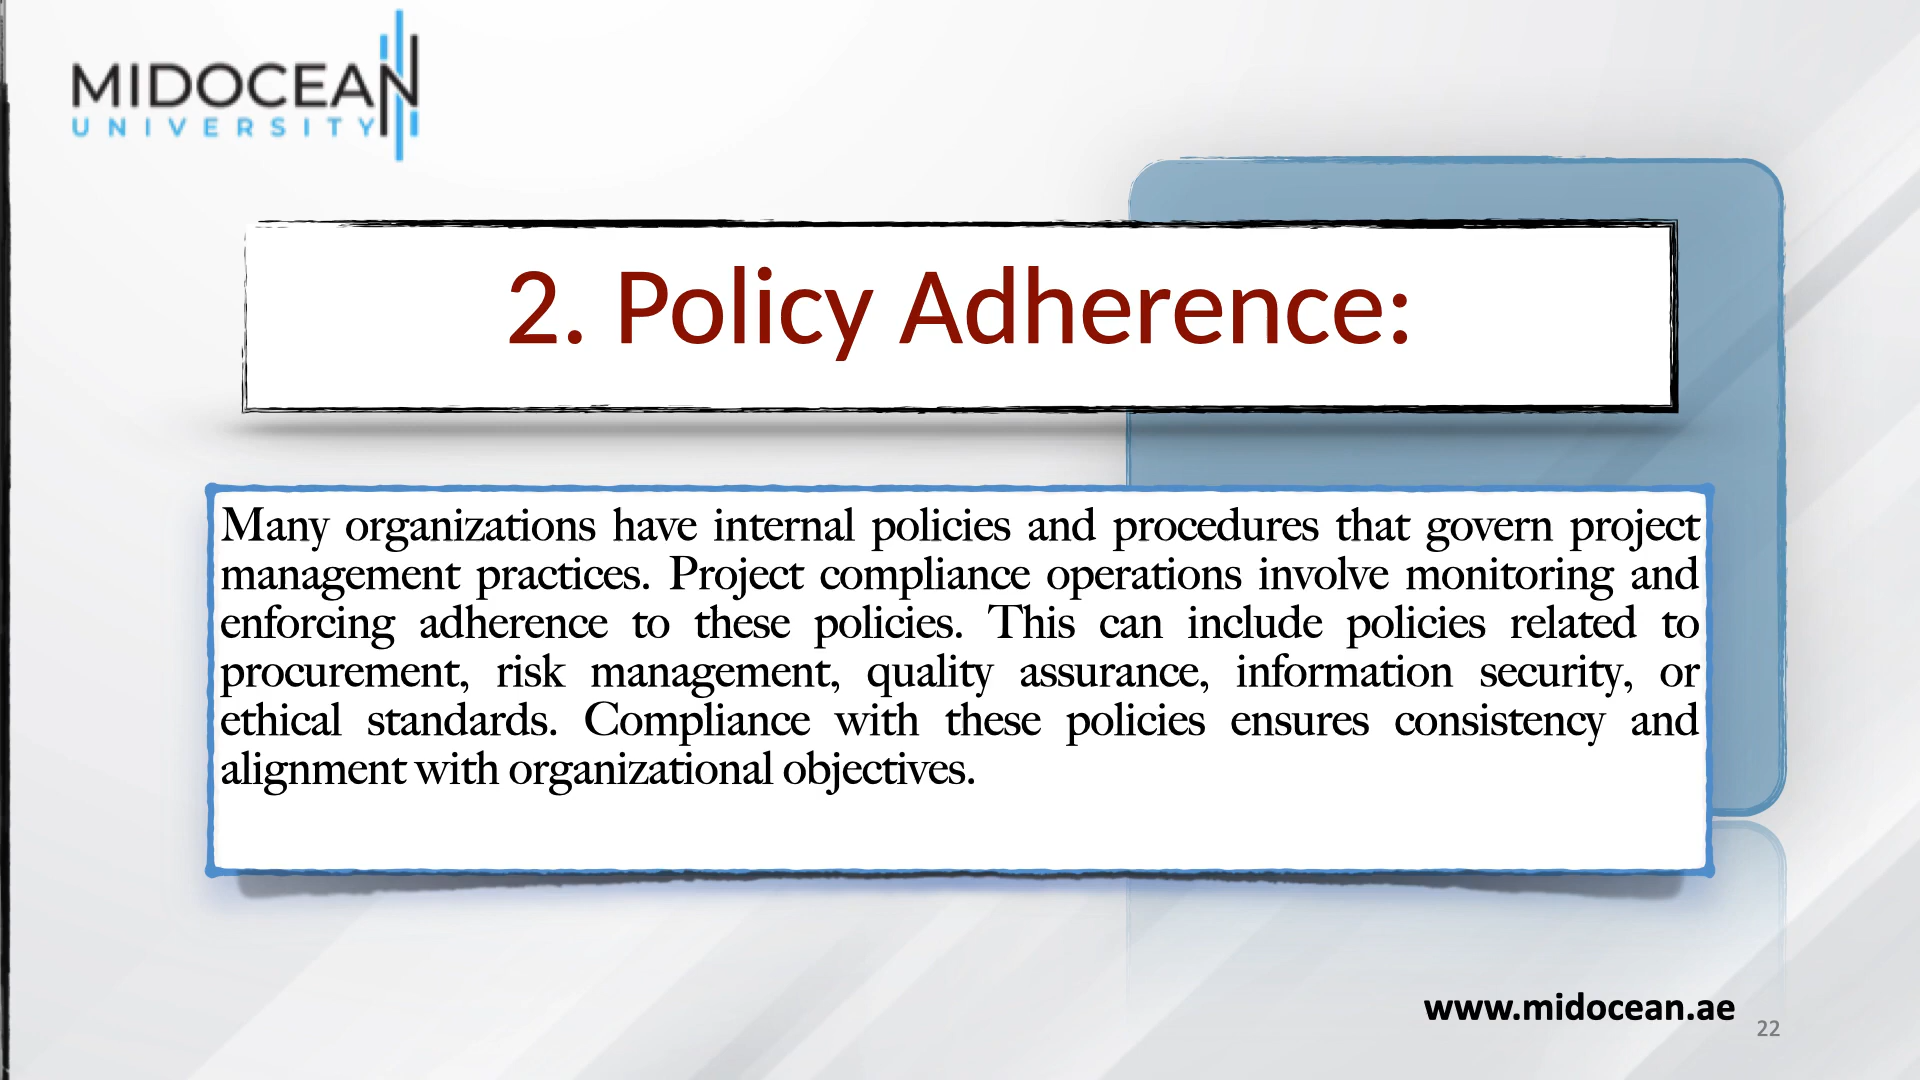 MIDOCEAN
UNIVERSITY
2. Policy Adherence:
Many organizations have internal policies and procedures that govern project
management practices. Project compliance operations involve monitoring and
enforcing adherence to these policies. This can include policies related to
procurement, risk management, quality assurance, information security, or
ethical standards. Compliance with these policies ensures consistency and
alignment with organizational objectives.
www.midocean.ae
22